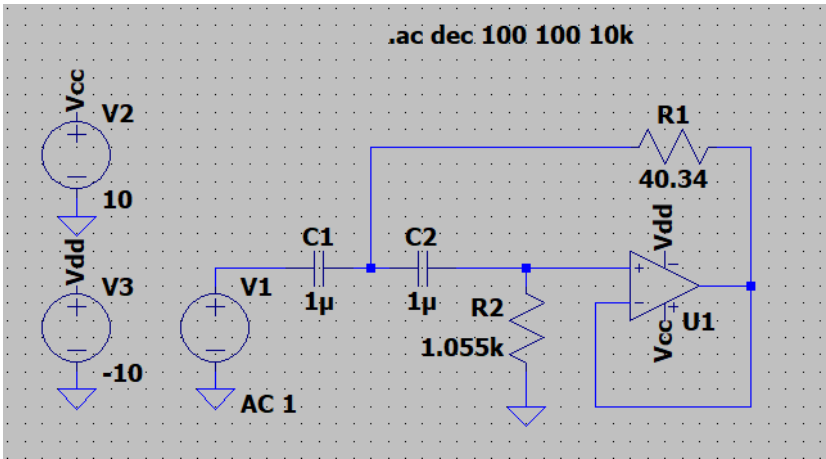 .ac dec 100 100 10k
Vcc
V2
10
Vdd
V3
-10
V1
AC 1
C1
1µ
C2
1µ
R2
1.055k
R1
40.34
Vdd
U1
Vcc